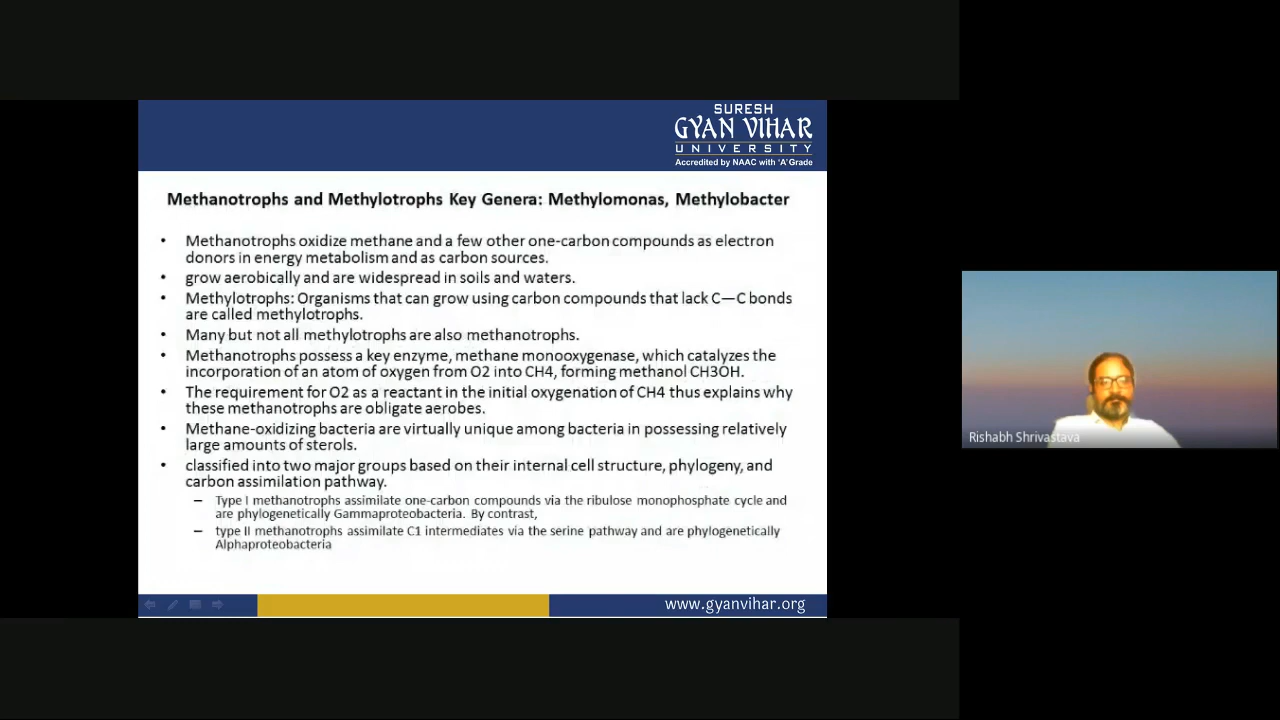 SURESH
GYAN VIHAR
UNIVERSITY
Accredited by NAAC with 'A' Grade
Methanotrophs and Methylotrophs Key Genera: Methylomonas, Methylobacter
• Methanotrophs oxidize methane and a few other one-carbon compounds as electron
donors in energy metabolism and as carbon sources.
• grow aerobically and are widespread in soils and waters.
• Methylotrophs: Organisms that can grow using carbon compounds that lack C—C bonds
are called methylotrophs.
• Many but not all methylotrophs are also methanotrophs.
• Methanotrophs possess a key enzyme, methane monooxygenase, which catalyzes the
incorporation of an atom of oxygen from O2 into CH4, forming methanol CH3OH.
• The requirement for O2 as a reactant in the initial oxygenation of CH4 thus explains why
these methanotrophs are obligate aerobes.
• Methane-oxidizing bacteria are virtually unique among bacteria in possessing relatively
large amounts of sterols.
• classified into two major groups based on their internal cell structure, phylogeny, and
carbon assimilation pathway.
– Type I methanotrophs assimilate one-carbon compounds via the ribulose monophosphate cycle and
are phylogenetically Gammaproteobacteria. By contrast,
– type II methanotrophs assimilate C1 intermediates via the serine pathway and are phylogenetically
Alphaproteobacteria
www.gyanvihar.org
Rishabh Shrivastava